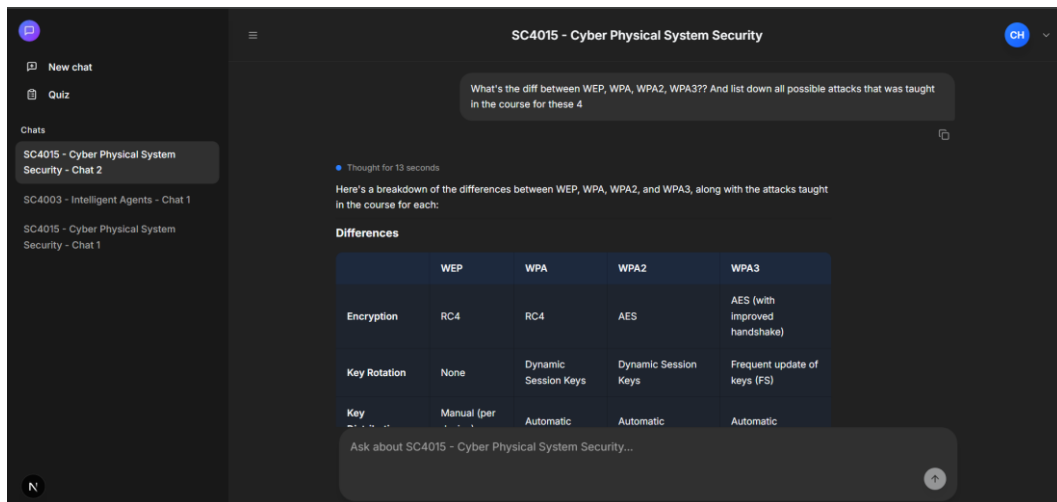 SC4015 - Cyber Physical System Security
CH
New chat
Quiz
Chats
SC4015 - Cyber Physical System
Security - Chat 2
SC4003 - Intelligent Agents - Chat 1
SC4015 - Cyber Physical System
Security - Chat 1
N
What's the diff between WEP, WPA, WPA2, WPA3?? And list down all possible attacks that was taught
in the course for these 4
Thought for 13 seconds
Here's a breakdown of the differences between WEP, WPA, WPA2, and WPA3, along with the attacks taught
in the course for each:
Differences
WEP WPA WPA2 WPA3
Encryption RC4 RC4 AES AES (with
improved
handshake)
Key Rotation None Dynamic
Session Keys Dynamic Session
Keys Frequent update of
keys (FS)
Key Manual (per Automatic Automatic Automatic
Ask about SC4015 - Cyber Physical System Security...